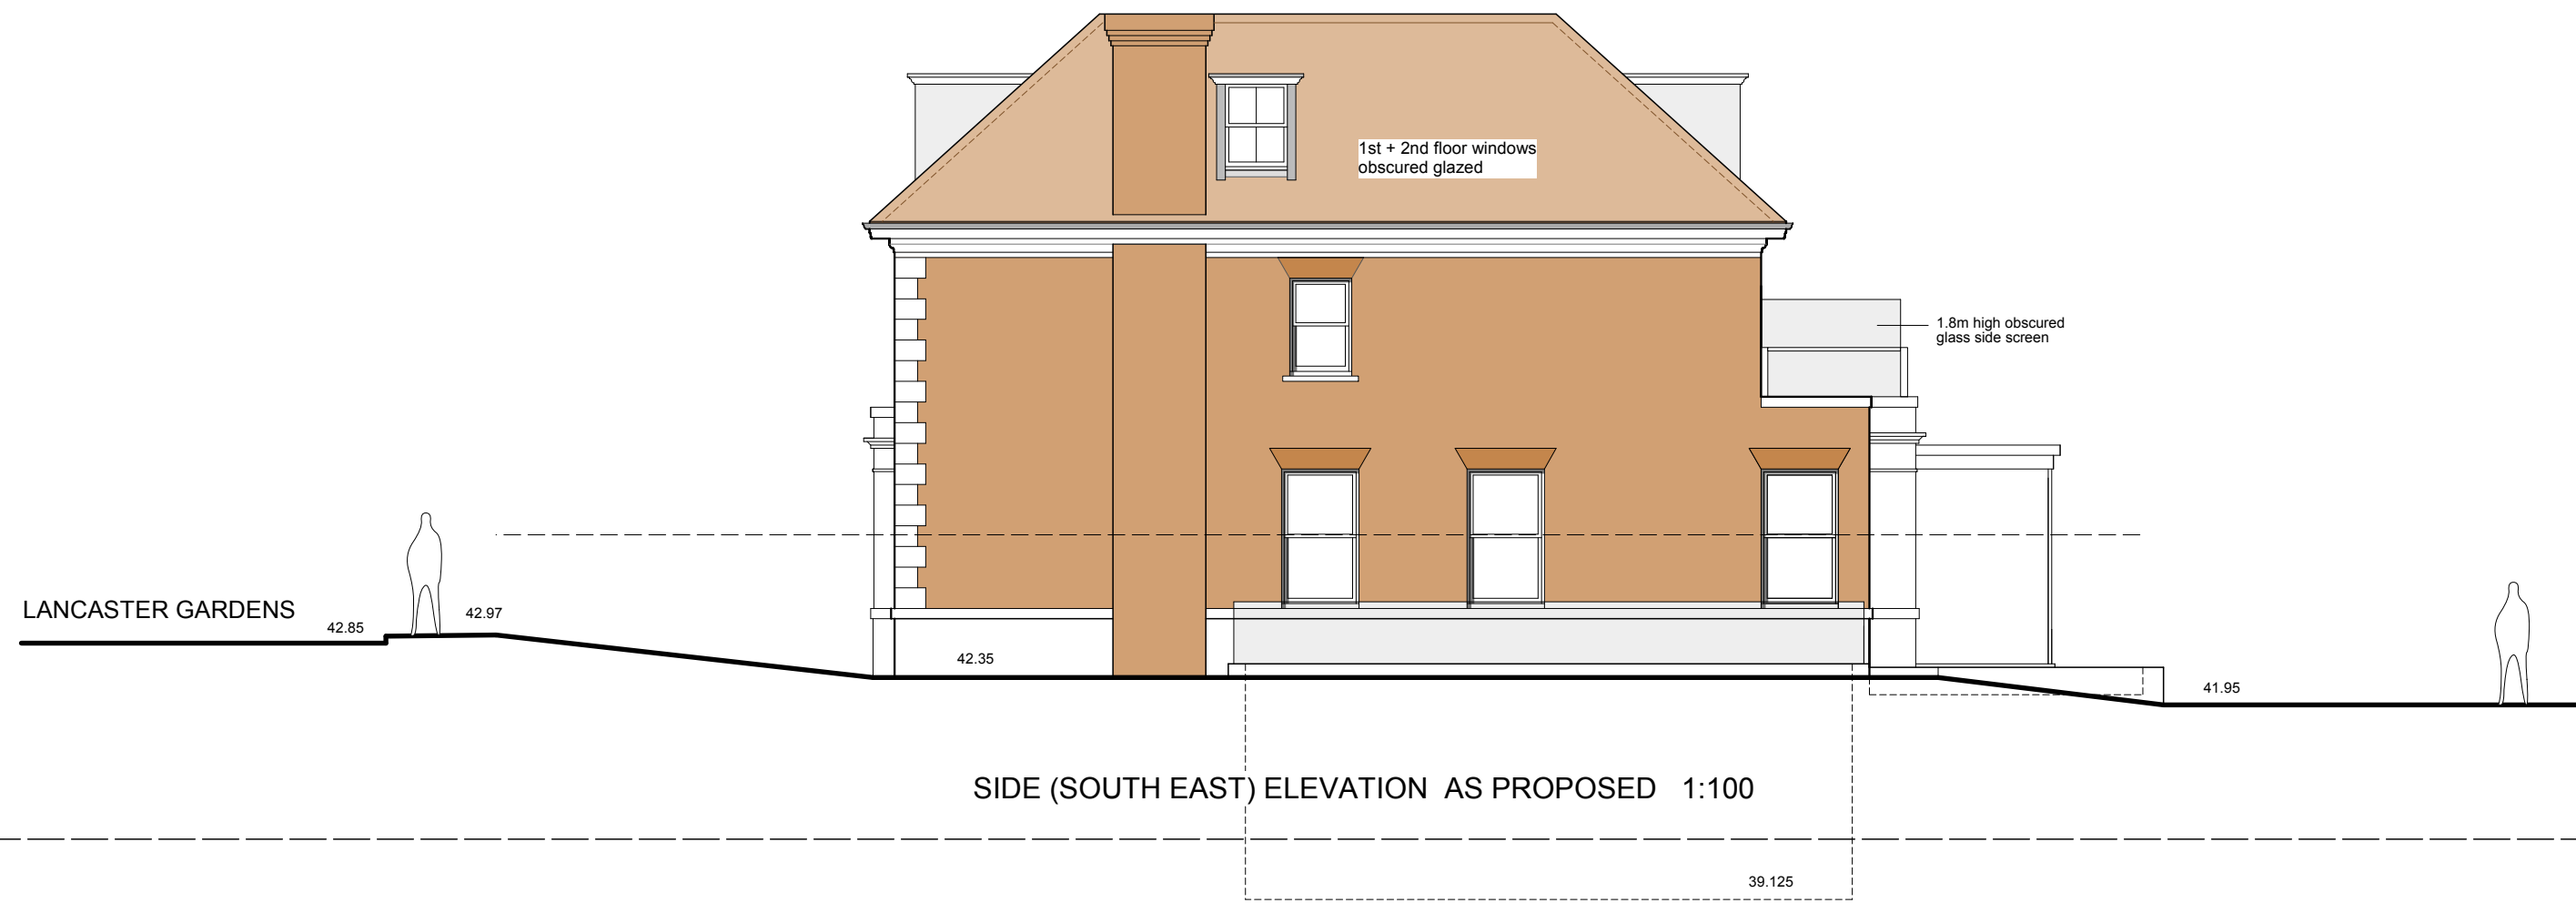 1st + 2nd floor windows
obscured glazed
1.8m high obscured
glass side screen
LANCASTER GARDENS
42.85
42.97
42.35
41.95
SIDE (SOUTH EAST) ELEVATION AS PROPOSED 1:100
39.125